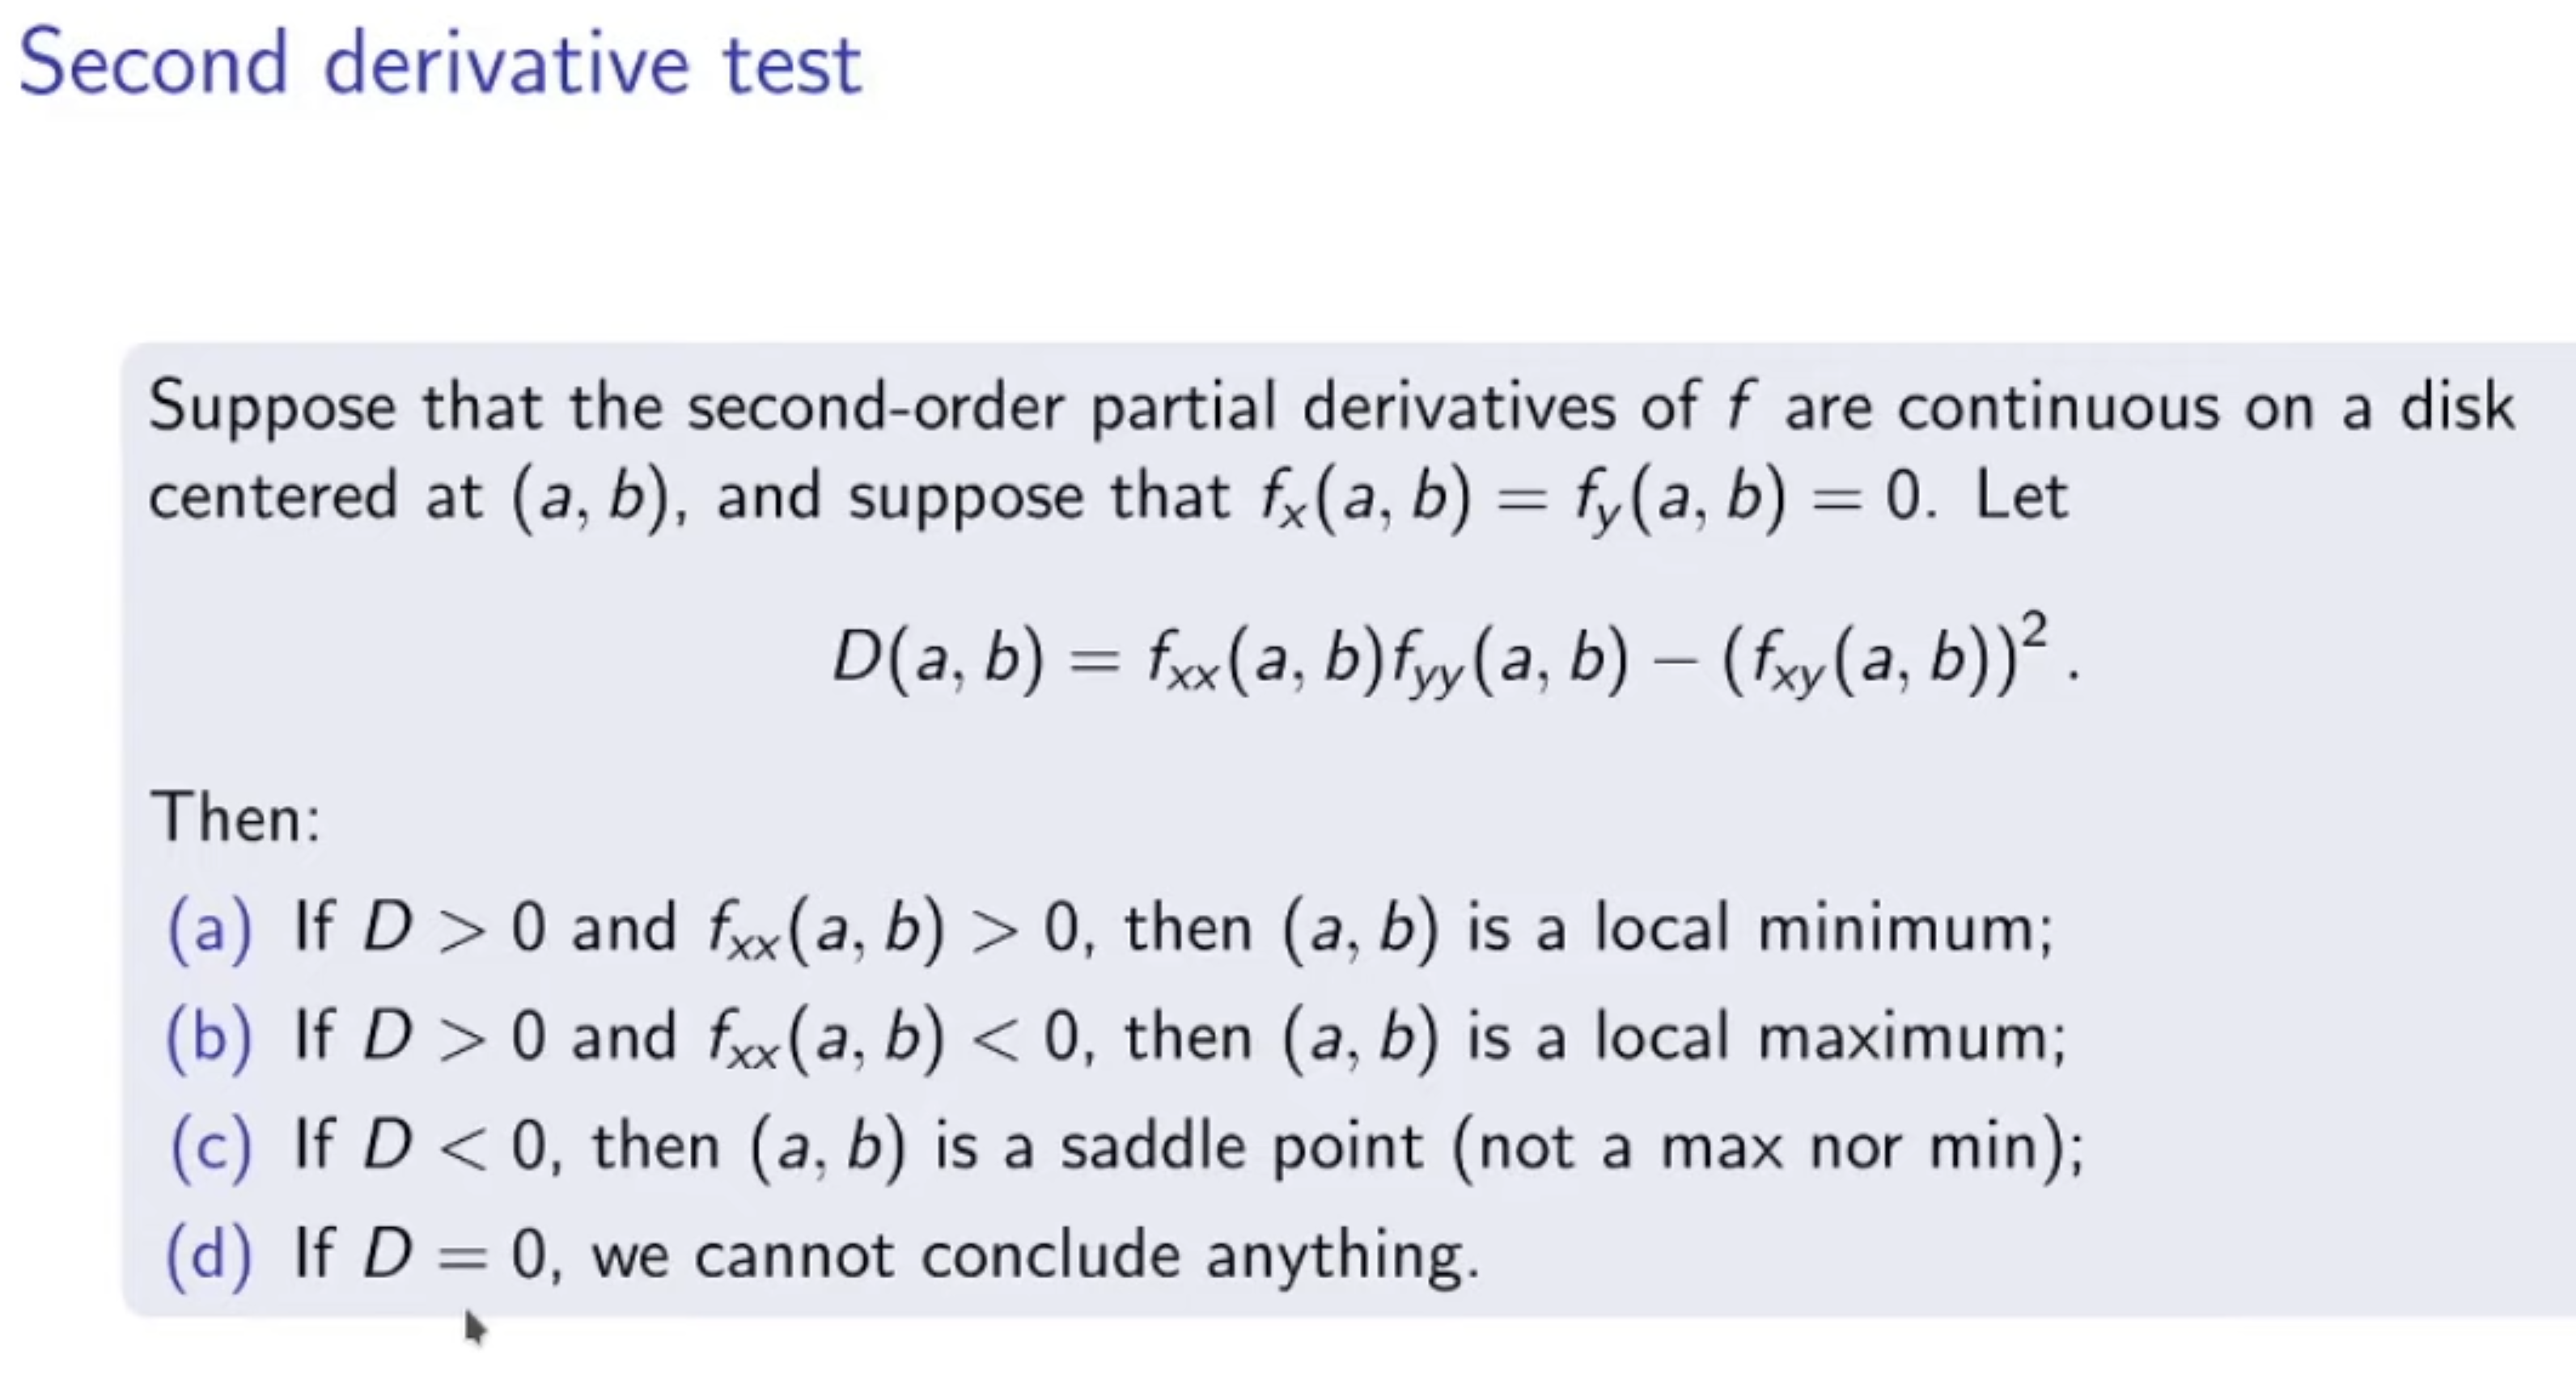 Second derivative test
Suppose that the second-order partial derivatives of f are continuous on a disk
centered at (a, b), and suppose that fₓ(a, b) = f_y(a, b) = 0. Let
D(a, b) = f_{xx}(a, b)f_{yy}(a, b) − (f_{xy}(a, b))² .
Then:
(a) If D > 0 and f_{xx}(a, b) > 0, then (a, b) is a local minimum;
(b) If D > 0 and f_{xx}(a, b) < 0, then (a, b) is a local maximum;
(c) If D < 0, then (a, b) is a saddle point (not a max nor min);
(d) If D = 0, we cannot conclude anything.